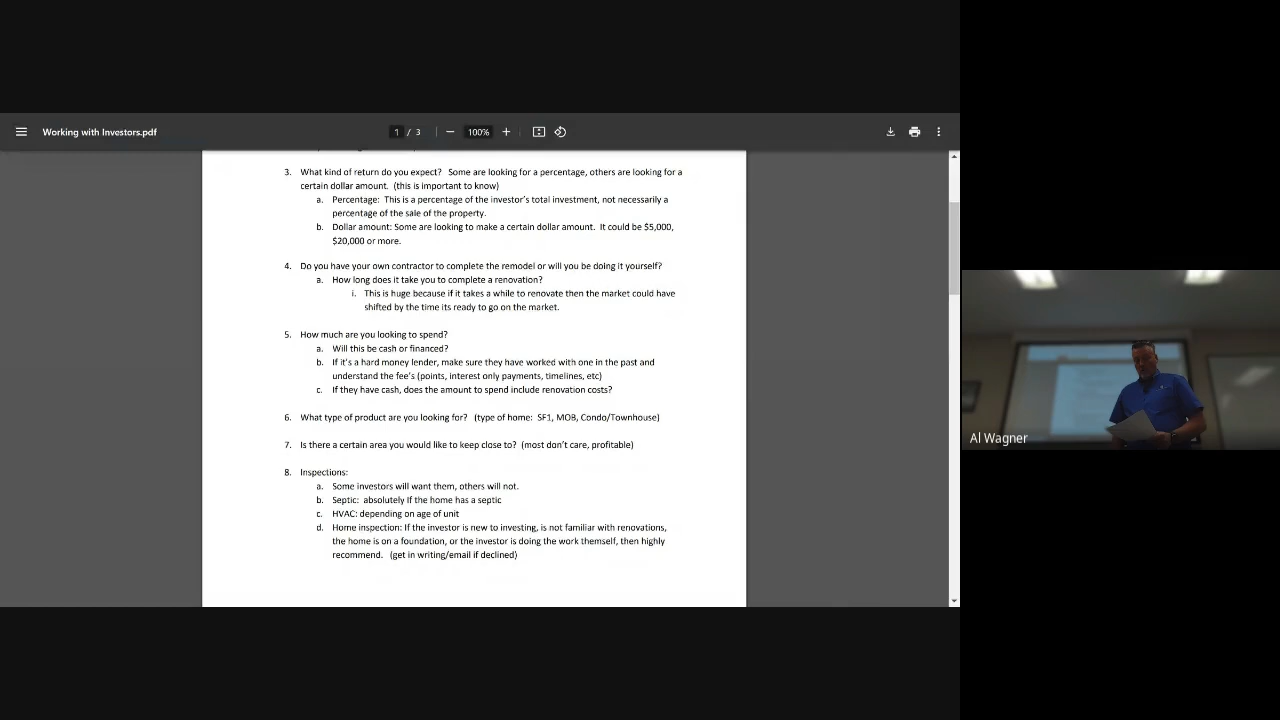 Working with Investors.pdf
1 / 3
100%
3. What kind of return do you expect? Some are looking for a percentage, others are looking for a
certain dollar amount. (this is important to know)
a. Percentage: This is a percentage of the investor's total investment, not necessarily a
percentage of the sale of the property.
b. Dollar amount: Some are looking to make a certain dollar amount. It could be $5,000,
$20,000 or more.
4. Do you have your own contractor to complete the remodel or will you be doing it yourself?
a. How long does it take you to complete a renovation?
i. This is huge because if it takes a while to renovate then the market could have
shifted by the time its ready to go on the market.
5. How much are you looking to spend?
a. Will this be cash or financed?
b. If it's a hard money lender, make sure they have worked with one in the past and
understand the fee's (points, interest only payments, timelines, etc)
c. If they have cash, does the amount to spend include renovation costs?
6. What type of product are you looking for? (type of home: SF1, MOB, Condo/Townhouse)
7. Is there a certain area you would like to keep close to? (most don't care, profitable)
8. Inspections:
a. Some investors will want them, others will not.
b. Septic: absolutely If the home has a septic
c. HVAC: depending on age of unit
d. Home inspection: If the investor is new to investing, is not familiar with renovations,
the home is on a foundation, or the investor is doing the work themself, then highly
recommend. (get in writing/email if declined)
Al Wagner